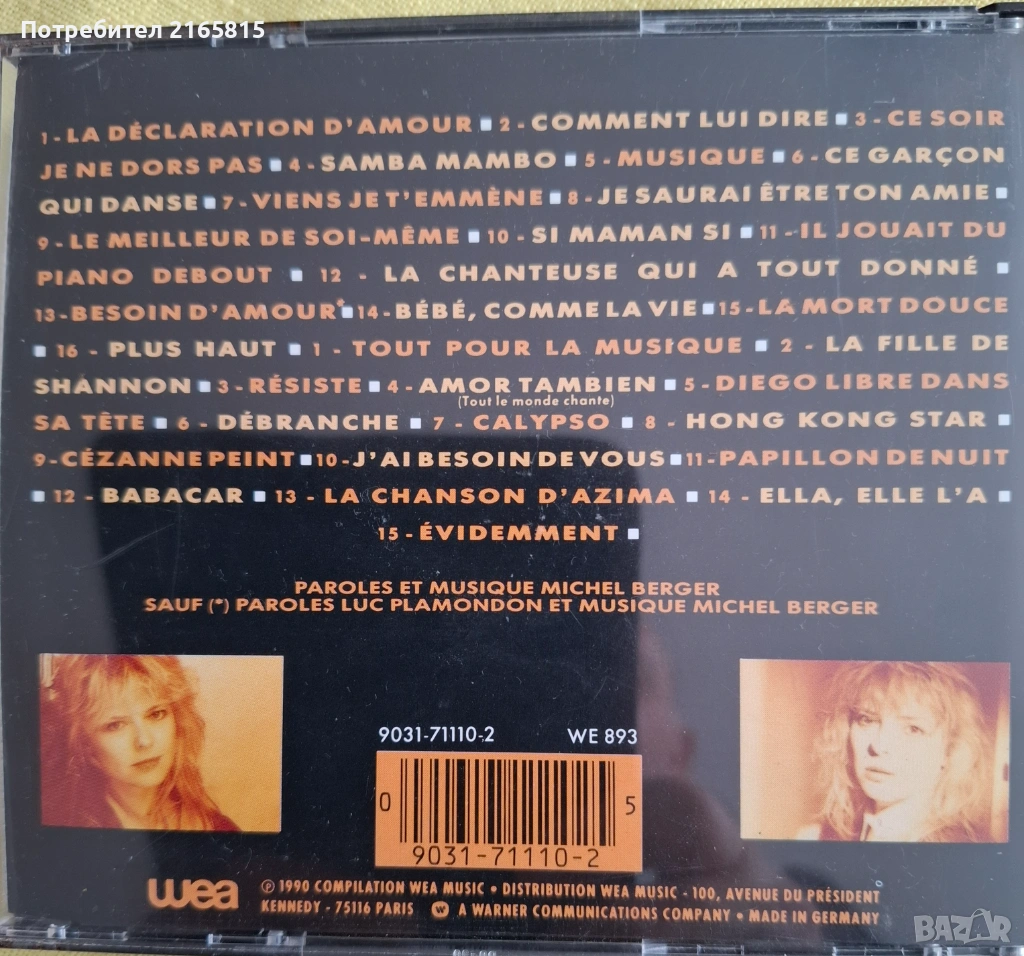 Потребител 2165815
1 - LA DÉCLARATION D'AMOUR ■ 2 - COMMENT LUI DIRE ■ 3 - CE SOIR
JE NE DORS PAS ■ 4 - SAMBA MAMBO ■ 5 - MUSIQUE ■ 6 - CE GARÇON
QUI DANSE ■ 7 - VIENS JE T'EMMÈNE ■ 8 - JE SAURAI ÊTRE TON AMIE ■
9 - LE MEILLEUR DE SOI-MÊME ■ 10 - SI MAMAN SI ■ 11 - IL JOUAIT DU
PIANO DEBOUT ■ 12 - LA CHANTEUSE QUI A TOUT DONNÉ ■
13 - BESOIN D'AMOUR* ■ 14 - BÉBÉ, COMME LA VIE ■ 15 - LA MORT DOUCE
■ 16 - PLUS HAUT ■ 1 - TOUT POUR LA MUSIQUE ■ 2 - LA FILLE DE
SHANNON ■ 3 - RÉSISTE ■ 4 - AMOR TAMBIEN ■ 5 - DIEGO LIBRE DANS
(Tout le monde chante)
SA TÊTE ■ 6 - DÉBRANCHE ■ 7 - CALYPSO ■ 8 - HONG KONG STAR ■
9 - CÉZANNE PEINT ■ 10 - J'AI BESOIN DE VOUS ■ 11 - PAPILLON DE NUIT
■ 12 - BABACAR ■ 13 - LA CHANSON D'AZIMA ■ 14 - ELLA, ELLE L'A ■
15 - ÉVIDEMMENT ■
PAROLES ET MUSIQUE MICHEL BERGER
SAUF (*) PAROLES LUC PLAMONDON ET MUSIQUE MICHEL BERGER
9031-71110-2 WE 893
0 5
9031-71110-2
wea
℗ 1990 COMPILATION WEA MUSIC • DISTRIBUTION WEA MUSIC - 100, AVENUE DU PRÉSIDENT
KENNEDY - 75116 PARIS A WARNER COMMUNICATIONS COMPANY • MADE IN GERMANY
BAZAR